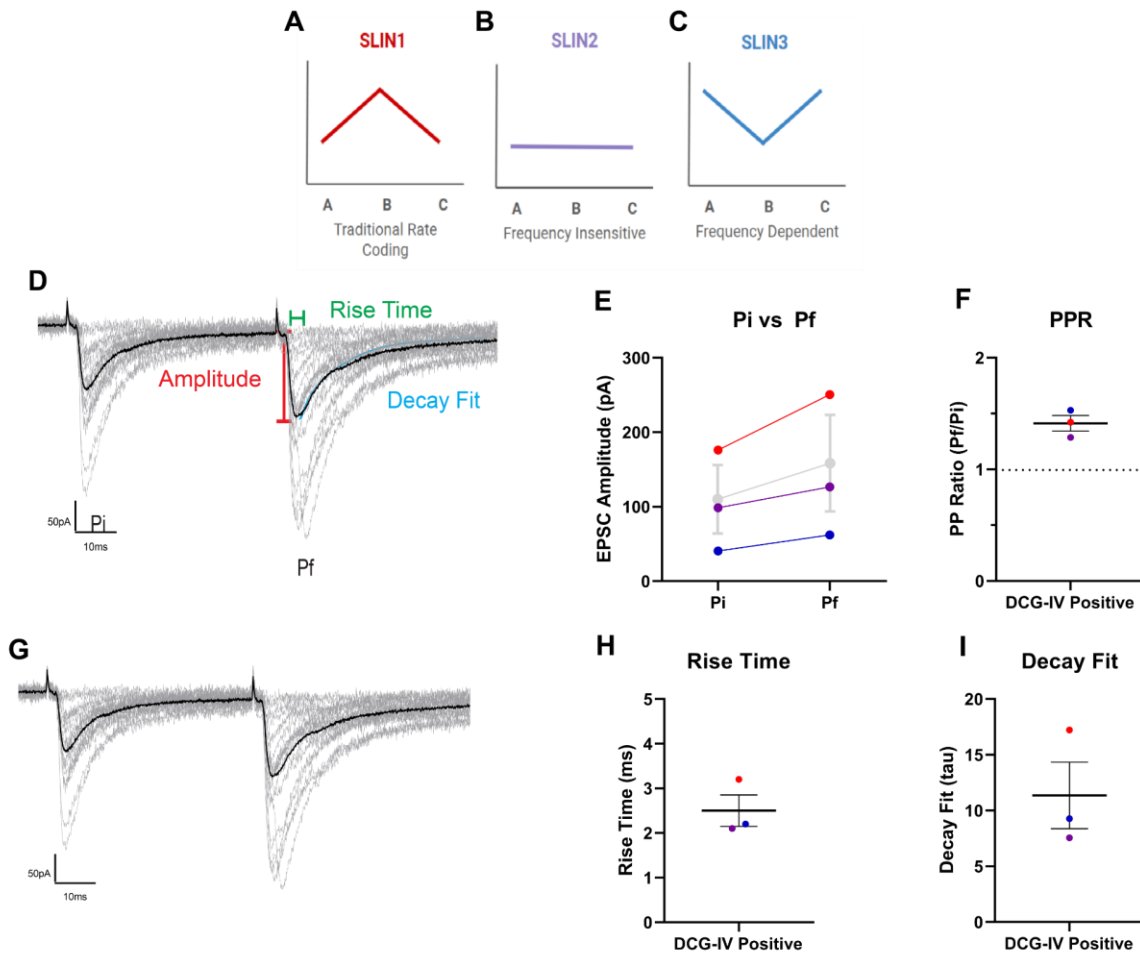 A
SLIN1
A B C
Traditional Rate
Coding
B
SLIN2
A B C
Frequency Insensitive
C
SLIN3
A B C
Frequency Dependent
D
Rise Time
Amplitude
Decay Fit
50pA
Pi
10ms
Pf
E
Pi vs Pf
EPSC Amplitude (pA)
300
200
100
0
Pi Pf
F
PPR
PP Ratio (Pf/Pi)
2
1
0
DCG-IV Positive
G
50pA
10ms
H
Rise Time
Rise Time (ms)
5
4
3
2
1
0
DCG-IV Positive
I
Decay Fit
Decay Fit (tau)
20
15
10
5
0
DCG-IV Positive